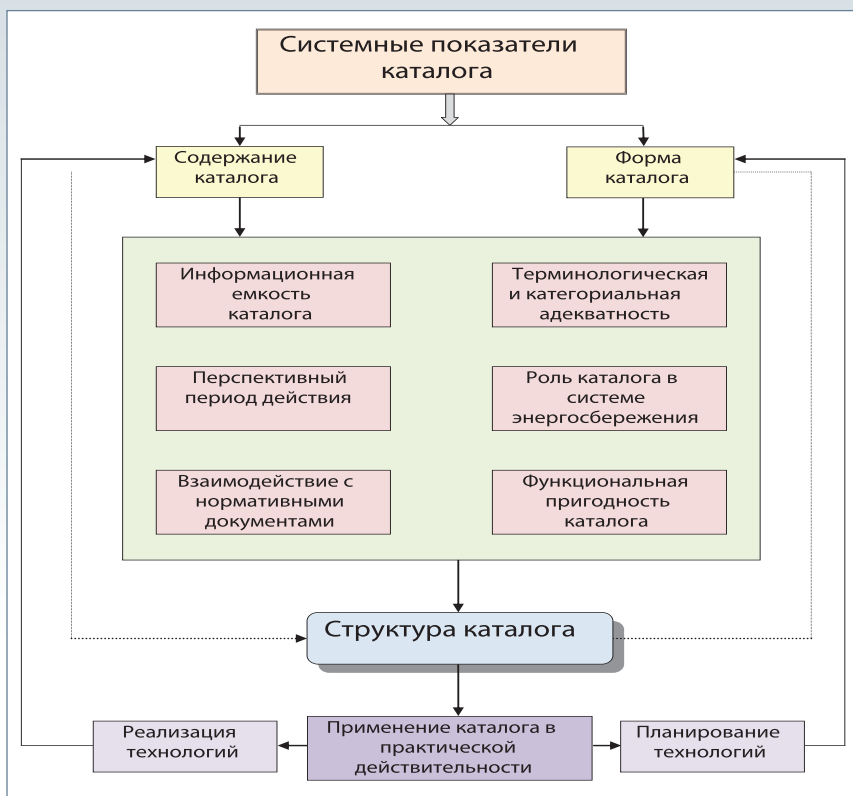 Системные показатели
каталога
Содержание
каталога
Форма
каталога
Информационная
емкость
каталога
Терминологическая
и категориальная
адекватность
Перспективный
период действия
Роль каталога в
системе
энергосбережения
Взаимодействие с
нормативными
документами
Функциональная
пригодность
каталога
Структура каталога
Реализация
технологий
Применение каталога в
практической
действительности
Планирование
технологий